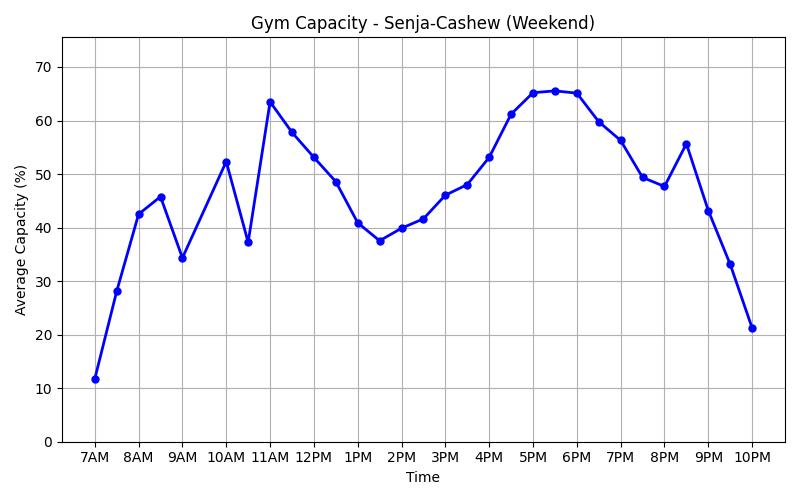 Gym Capacity - Senja-Cashew (Weekend)
70
60
50
40
30
20
10
0
Average Capacity (%)
7AM 8AM 9AM 10AM 11AM 12PM 1PM 2PM 3PM 4PM 5PM 6PM 7PM 8PM 9PM 10PM
Time